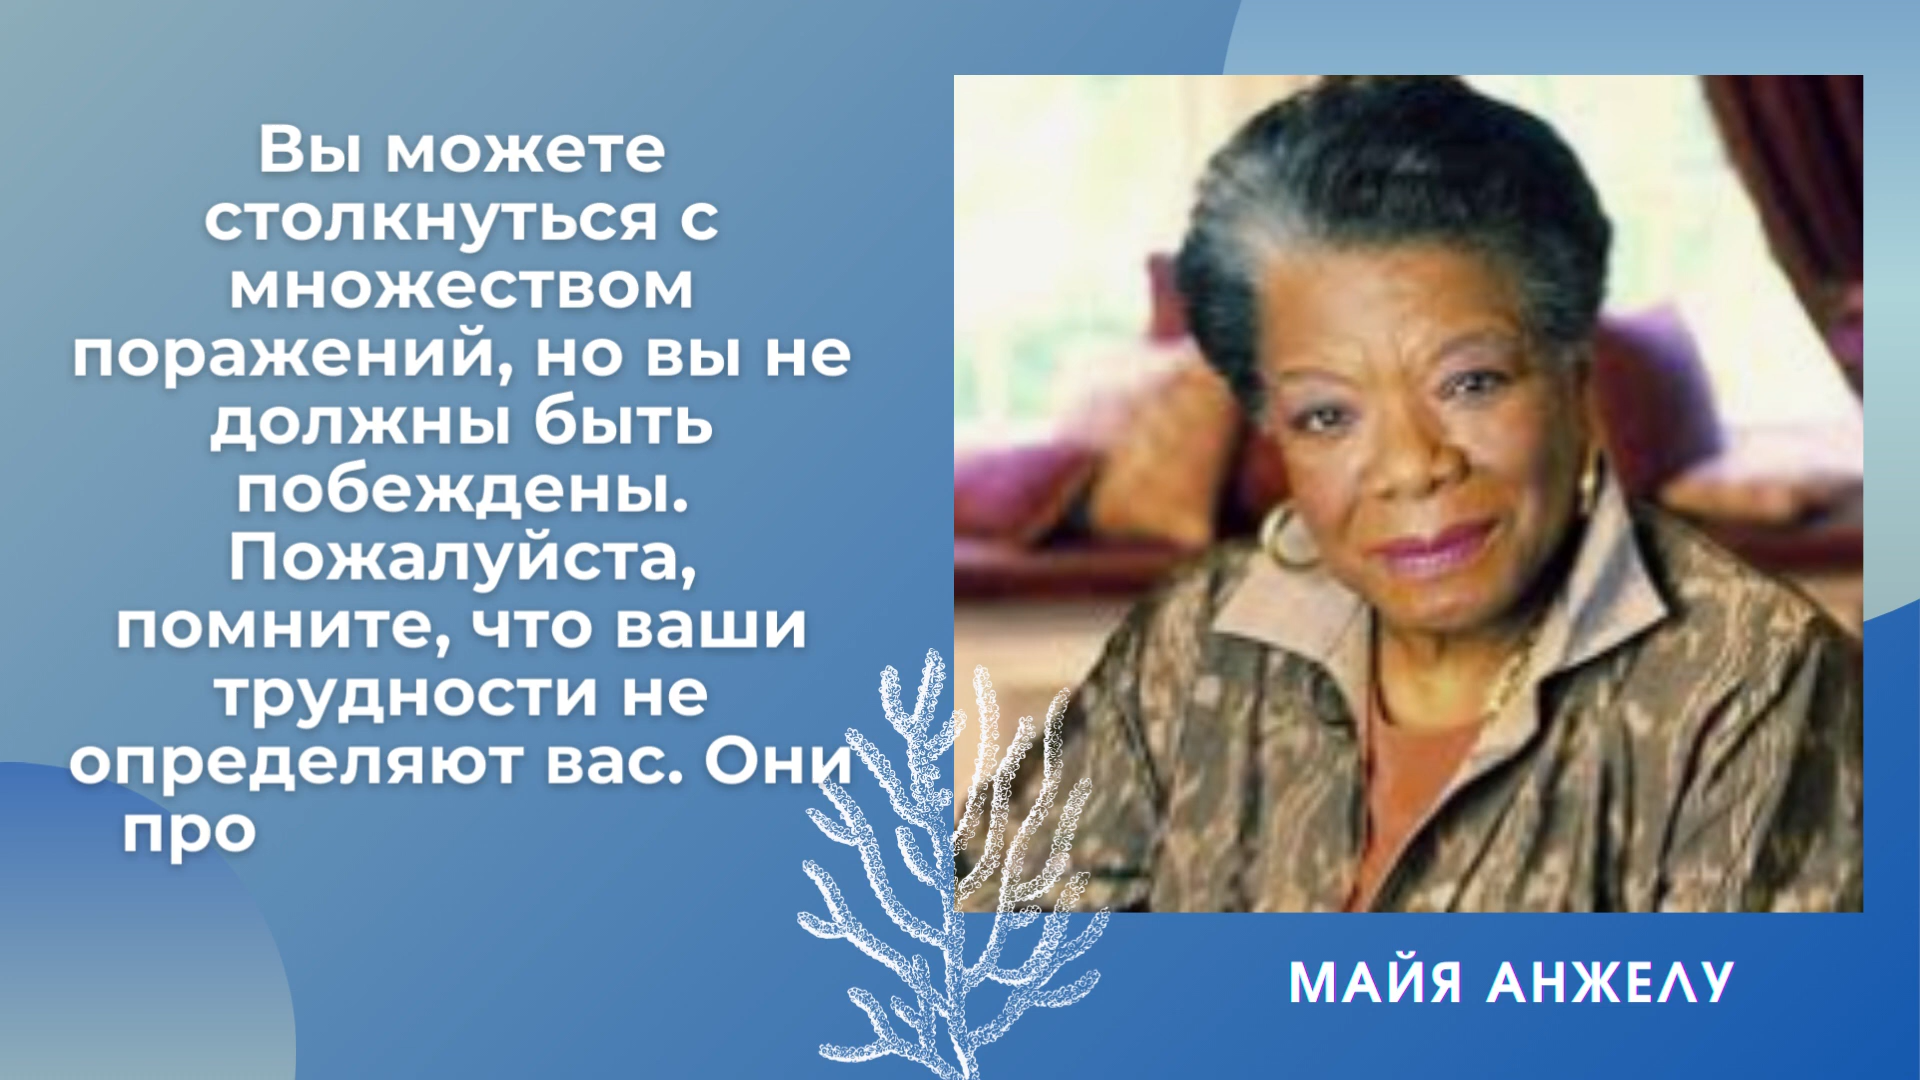 Вы можете
столкнуться с
множеством
поражений, но вы не
должны быть
побеждены.
Пожалуйста,
помните, что ваши
трудности не
определяют вас. Они
про
МАЙЯ АНЖЕЛУ